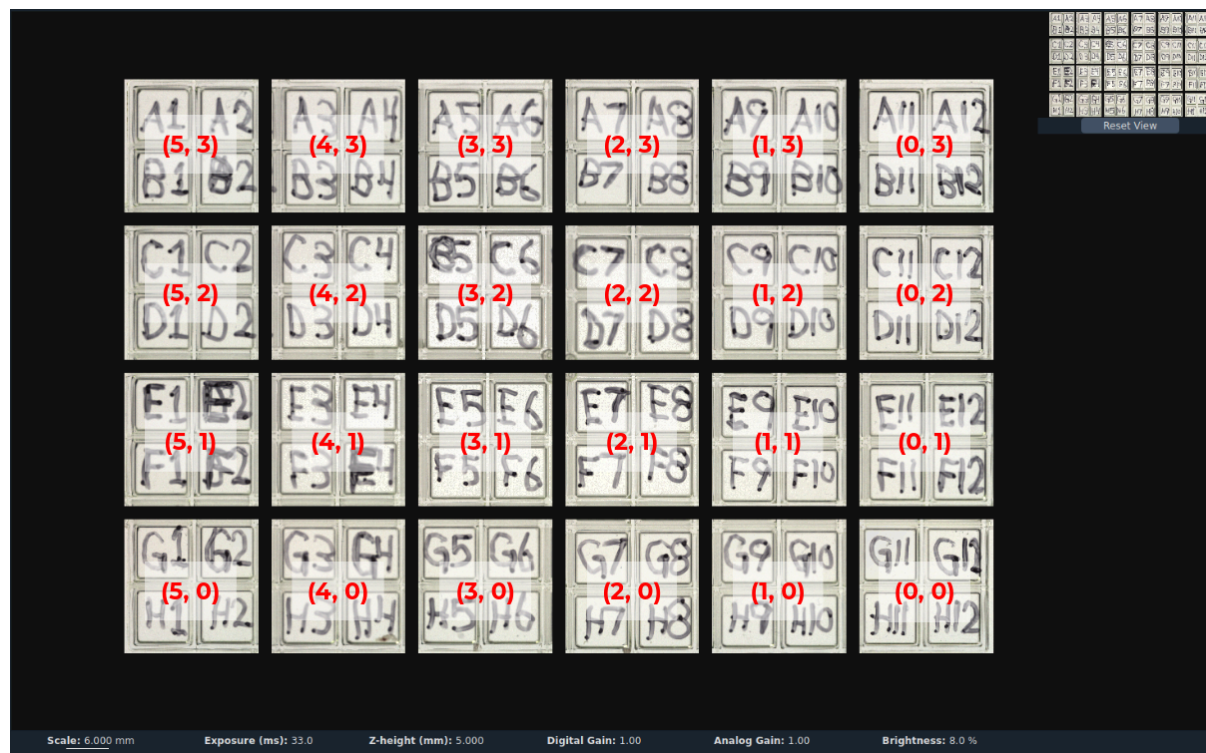 A1 A2 A3 A4 A5 A6 A7 A8 A9 A10 A11 A12
(5, 3) (4, 3) (3, 3) (2, 3) (1, 3) (0, 3)
B1 B2 B3 B4 B5 B6 B7 B8 B9 B10 B11 B12
C1 C2 C3 C4 B5 C6 C7 C8 C9 C10 C11 C12
(5, 2) (4, 2) (3, 2) (2, 2) (1, 2) (0, 2)
D1 D2 D3 D4 D5 D6 D7 D8 D9 D10 D11 D12
E1 E2 E3 E4 E5 E6 E7 E8 E9 E10 E11 E12
(5, 1) (4, 1) (3, 1) (2, 1) (1, 1) (0, 1)
F1 F2 F3 F4 F5 F6 F7 F8 F9 F10 F11 F12
G1 G2 G3 G4 G5 G6 G7 G8 G9 G10 G11 G12
(5, 0) (4, 0) (3, 0) (2, 0) (1, 0) (0, 0)
H1 H2 H3 H4 H5 H6 H7 H8 H9 H10 H11 H12
Reset View
Scale: 6.000 mm Exposure (ms): 33.0 Z-height (mm): 5.000 Digital Gain: 1.00 Analog Gain: 1.00 Brightness: 8.0 %